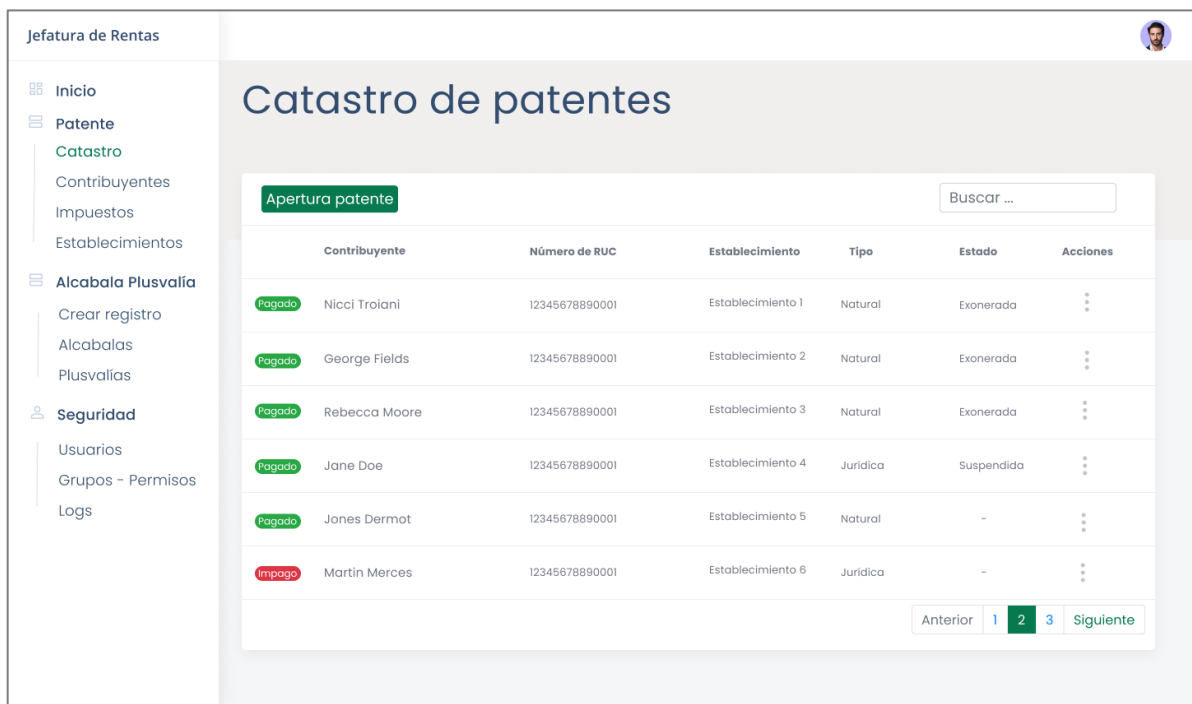 Jefatura de Rentas
Inicio
Patente
Catastro
Contribuyentes
Impuestos
Establecimientos
Alcabala Plusvalía
Crear registro
Alcabalas
Plusvalías
Seguridad
Usuarios
Grupos - Permisos
Logs
Catastro de patentes
Apertura patente
Buscar ...
Contribuyente Número de RUC Establecimiento Tipo Estado Acciones
Pagado Nicci Troiani 12345678890001 Establecimiento 1 Natural Exonerada
Pagado George Fields 12345678890001 Establecimiento 2 Natural Exonerada
Pagado Rebecca Moore 12345678890001 Establecimiento 3 Natural Exonerada
Pagado Jane Doe 12345678890001 Establecimiento 4 Jurídica Suspendida
Pagado Jones Dermot 12345678890001 Establecimiento 5 Natural -
Impago Martin Merces 12345678890001 Establecimiento 6 Jurídica -
Anterior 1 2 3 Siguiente